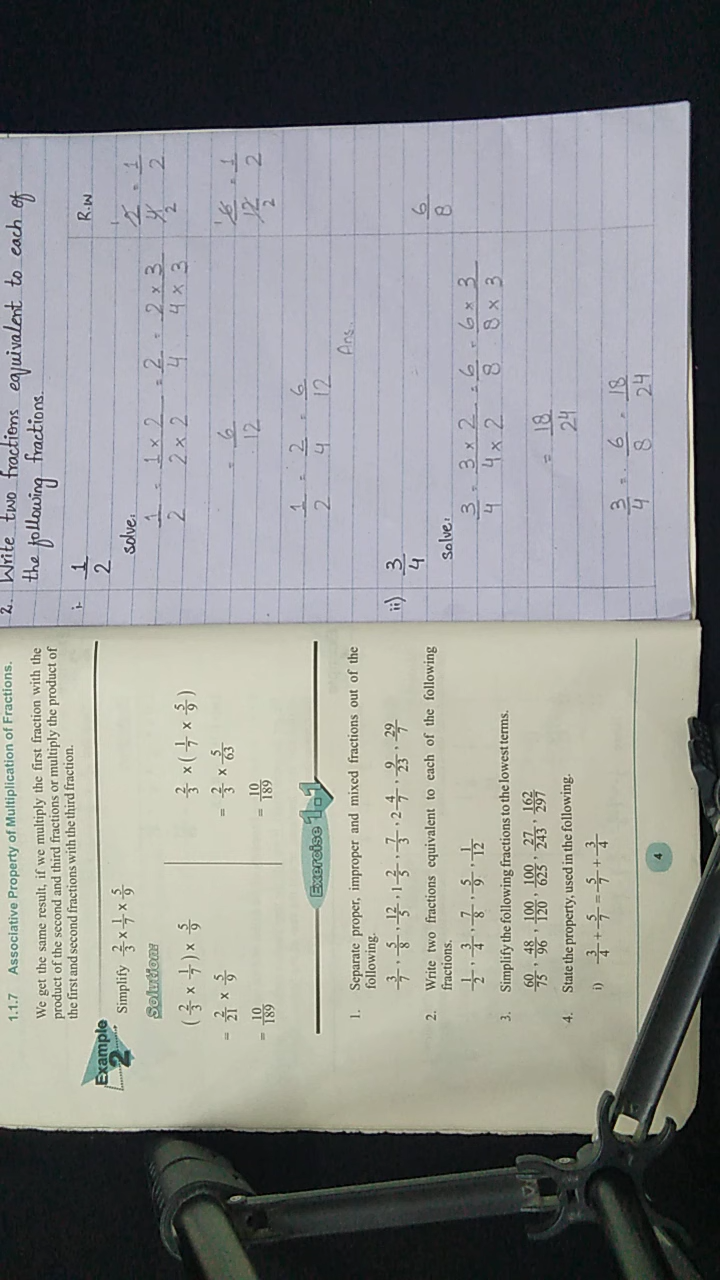 1.1.7 Associative Property of Multiplication of Fractions.
We get the same result, if we multiply the first fraction with the
product of the second and third fractions or multiply the product of
the first and second fractions with the third fraction.
Example
2
Simplify 2/3 x 1/7 x 5/9
Solution:
(2/3 x 1/7) x 5/9
= 2/21 x 5/9
= 10/189
2/3 x (1/7 x 5/9)
= 2/3 x 5/63
= 10/189
Exercise 1.1
1. Separate proper, improper and mixed fractions out of the
following.
3/7, 5/8, 12/5, 1 2/5, 7/3, 2 4/7, 9/23, 29/7
2. Write two fractions equivalent to each of the following
fractions.
1/2, 3/4, 7/8, 5/9, 1/12
3. Simplify the following fractions to the lowest terms.
60/75, 48/96, 100/120, 100/625, 27/243, 162/297
4. State the property, used in the following.
i) 3/4 + 5/7 = 5/7 + 3/4
4
2. Write two fractions equivalent to each of
the following fractions.
i. 1/2
R.W
solve:
1/2 = 1 x 2/2 x 2 = 2/4 = 2 x 3/4 x 3
= 6/12
1/2 = 2/4 = 6/12
Ans.
2/4 = 1/2
1
2
6/12 = 1/2
1
2
ii) 3/4
6/8
Solve:
3/4 = 3 x 2/4 x 2 = 6/8 = 6 x 3/8 x 3
= 18/24
3/4 = 6/8 = 18/24